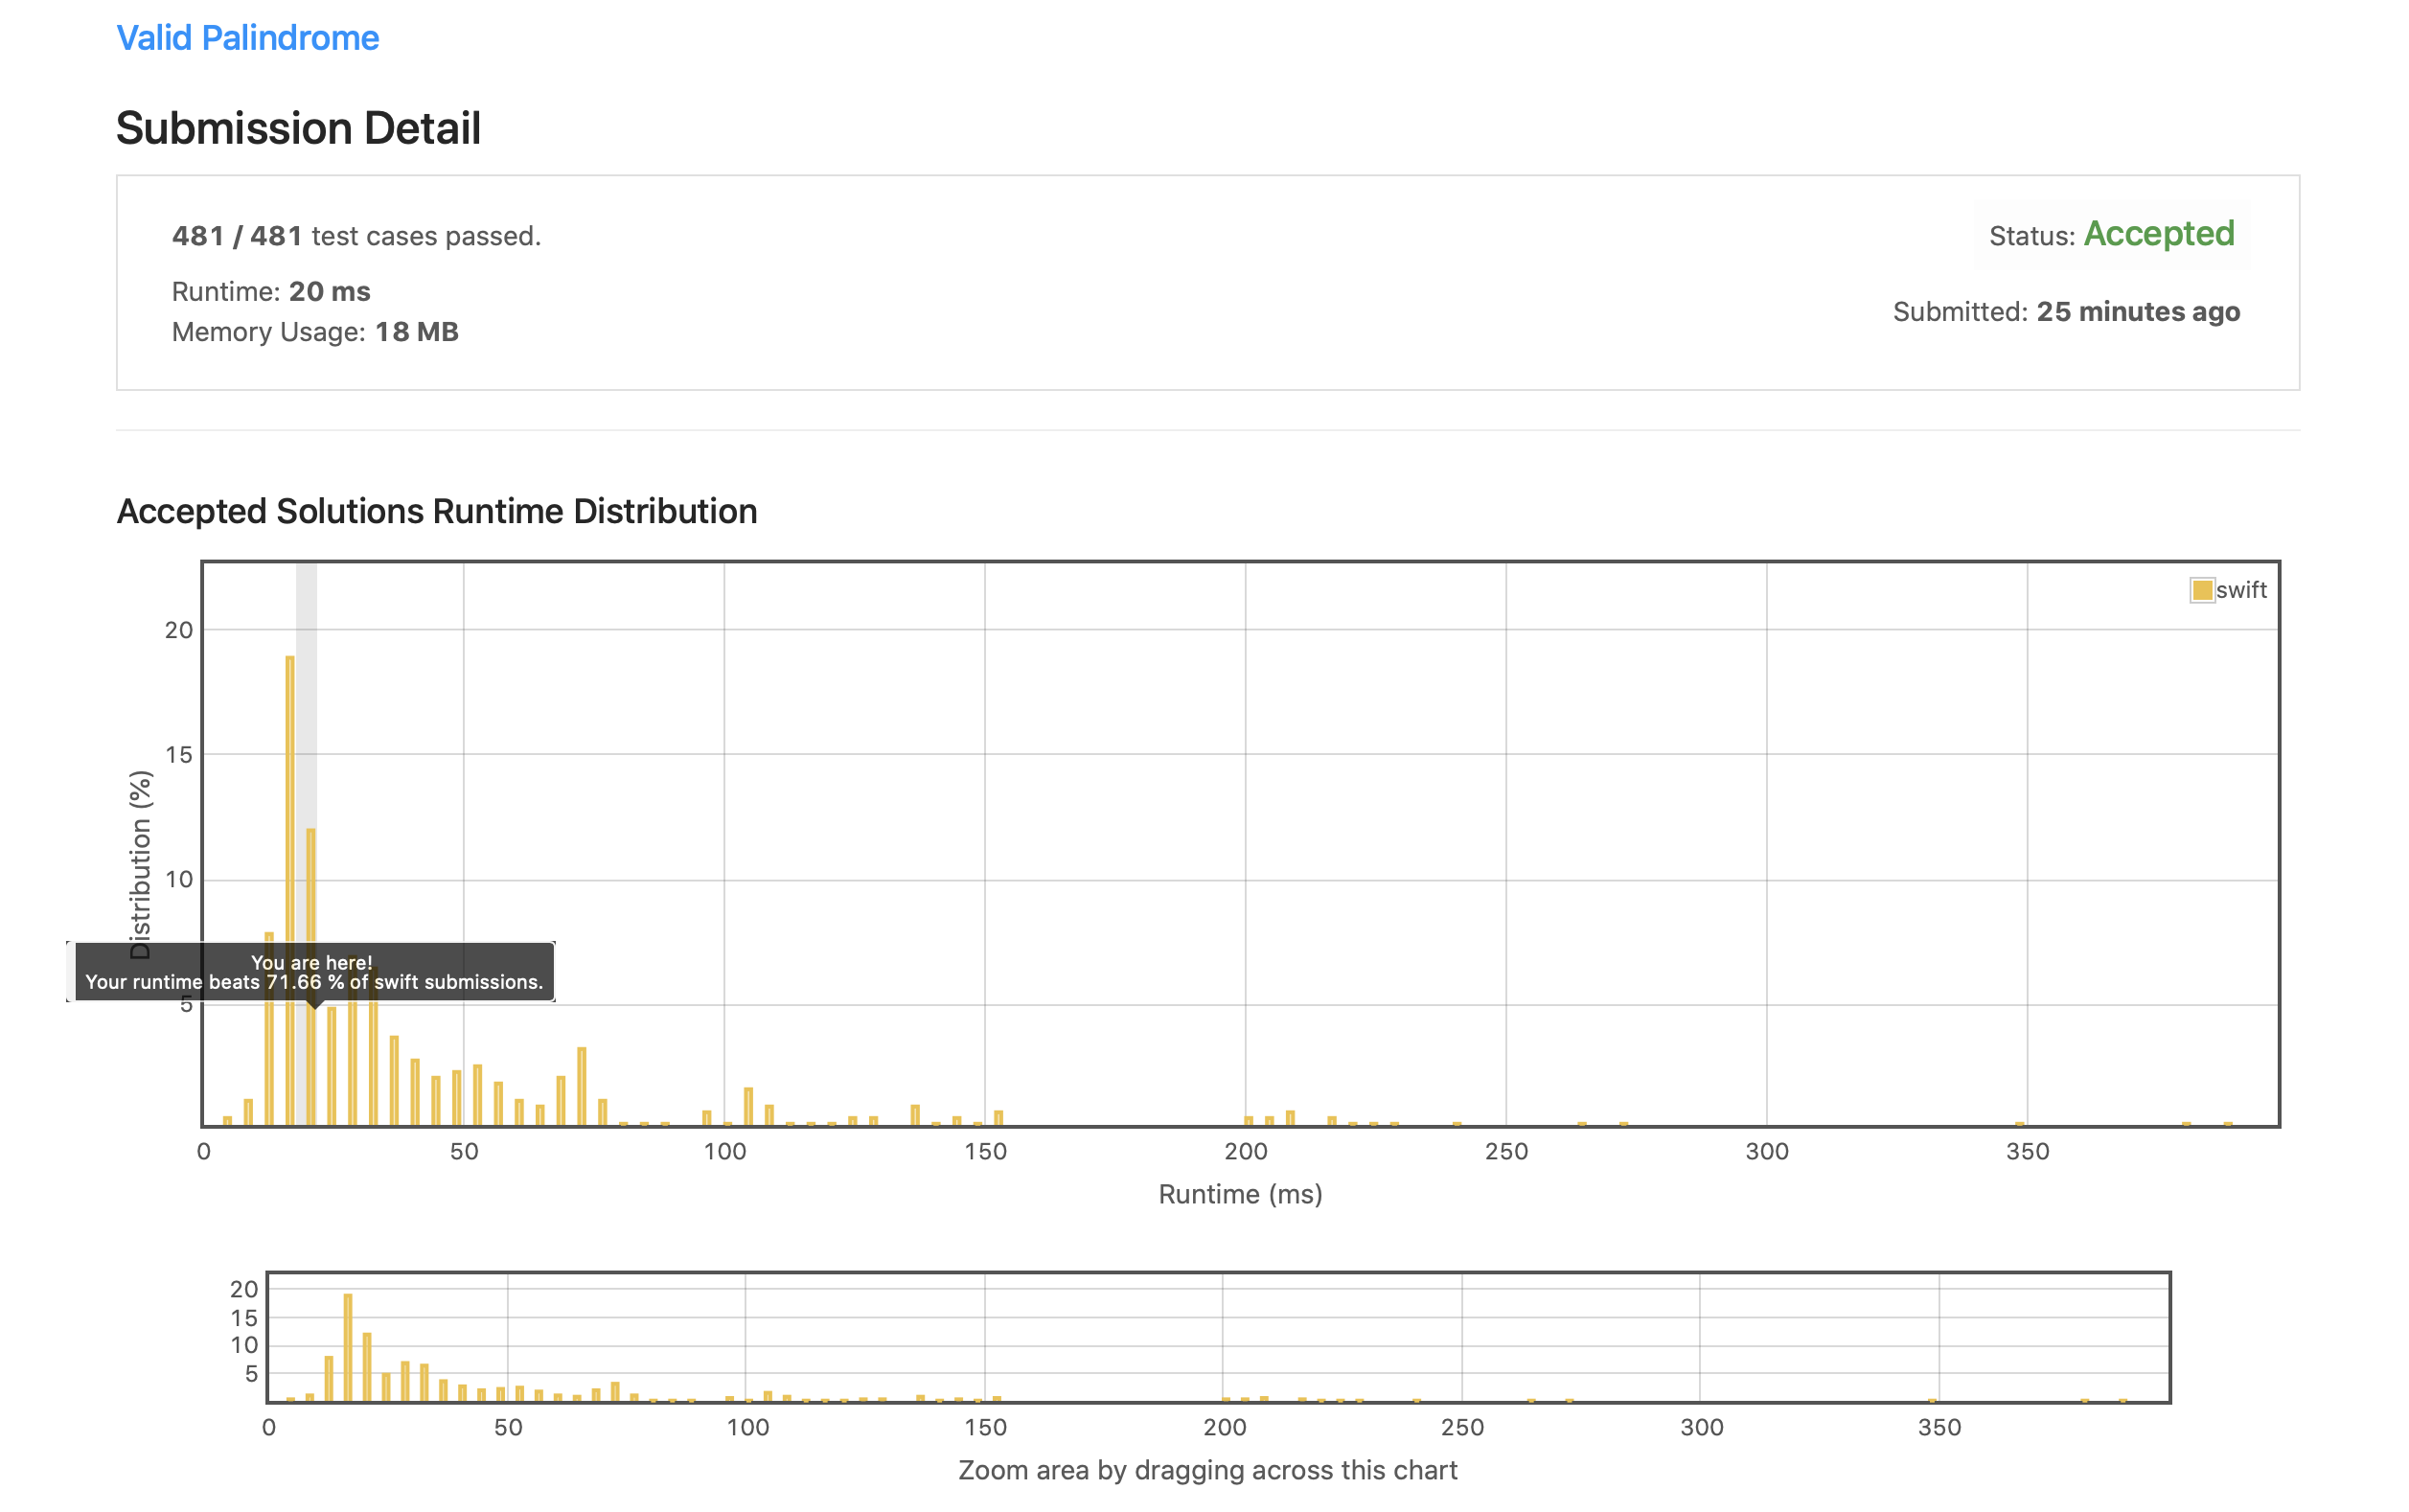 Valid Palindrome
Submission Detail
481 / 481 test cases passed.
Status: Accepted
Runtime: 20 ms
Memory Usage: 18 MB
Submitted: 25 minutes ago
Accepted Solutions Runtime Distribution
swift
20
15
10
5
Distribution (%)
You are here!
Your runtime beats 71.66 % of swift submissions.
0 50 100 150 200 250 300 350
Runtime (ms)
20
15
10
5
0 50 100 150 200 250 300 350
Zoom area by dragging across this chart